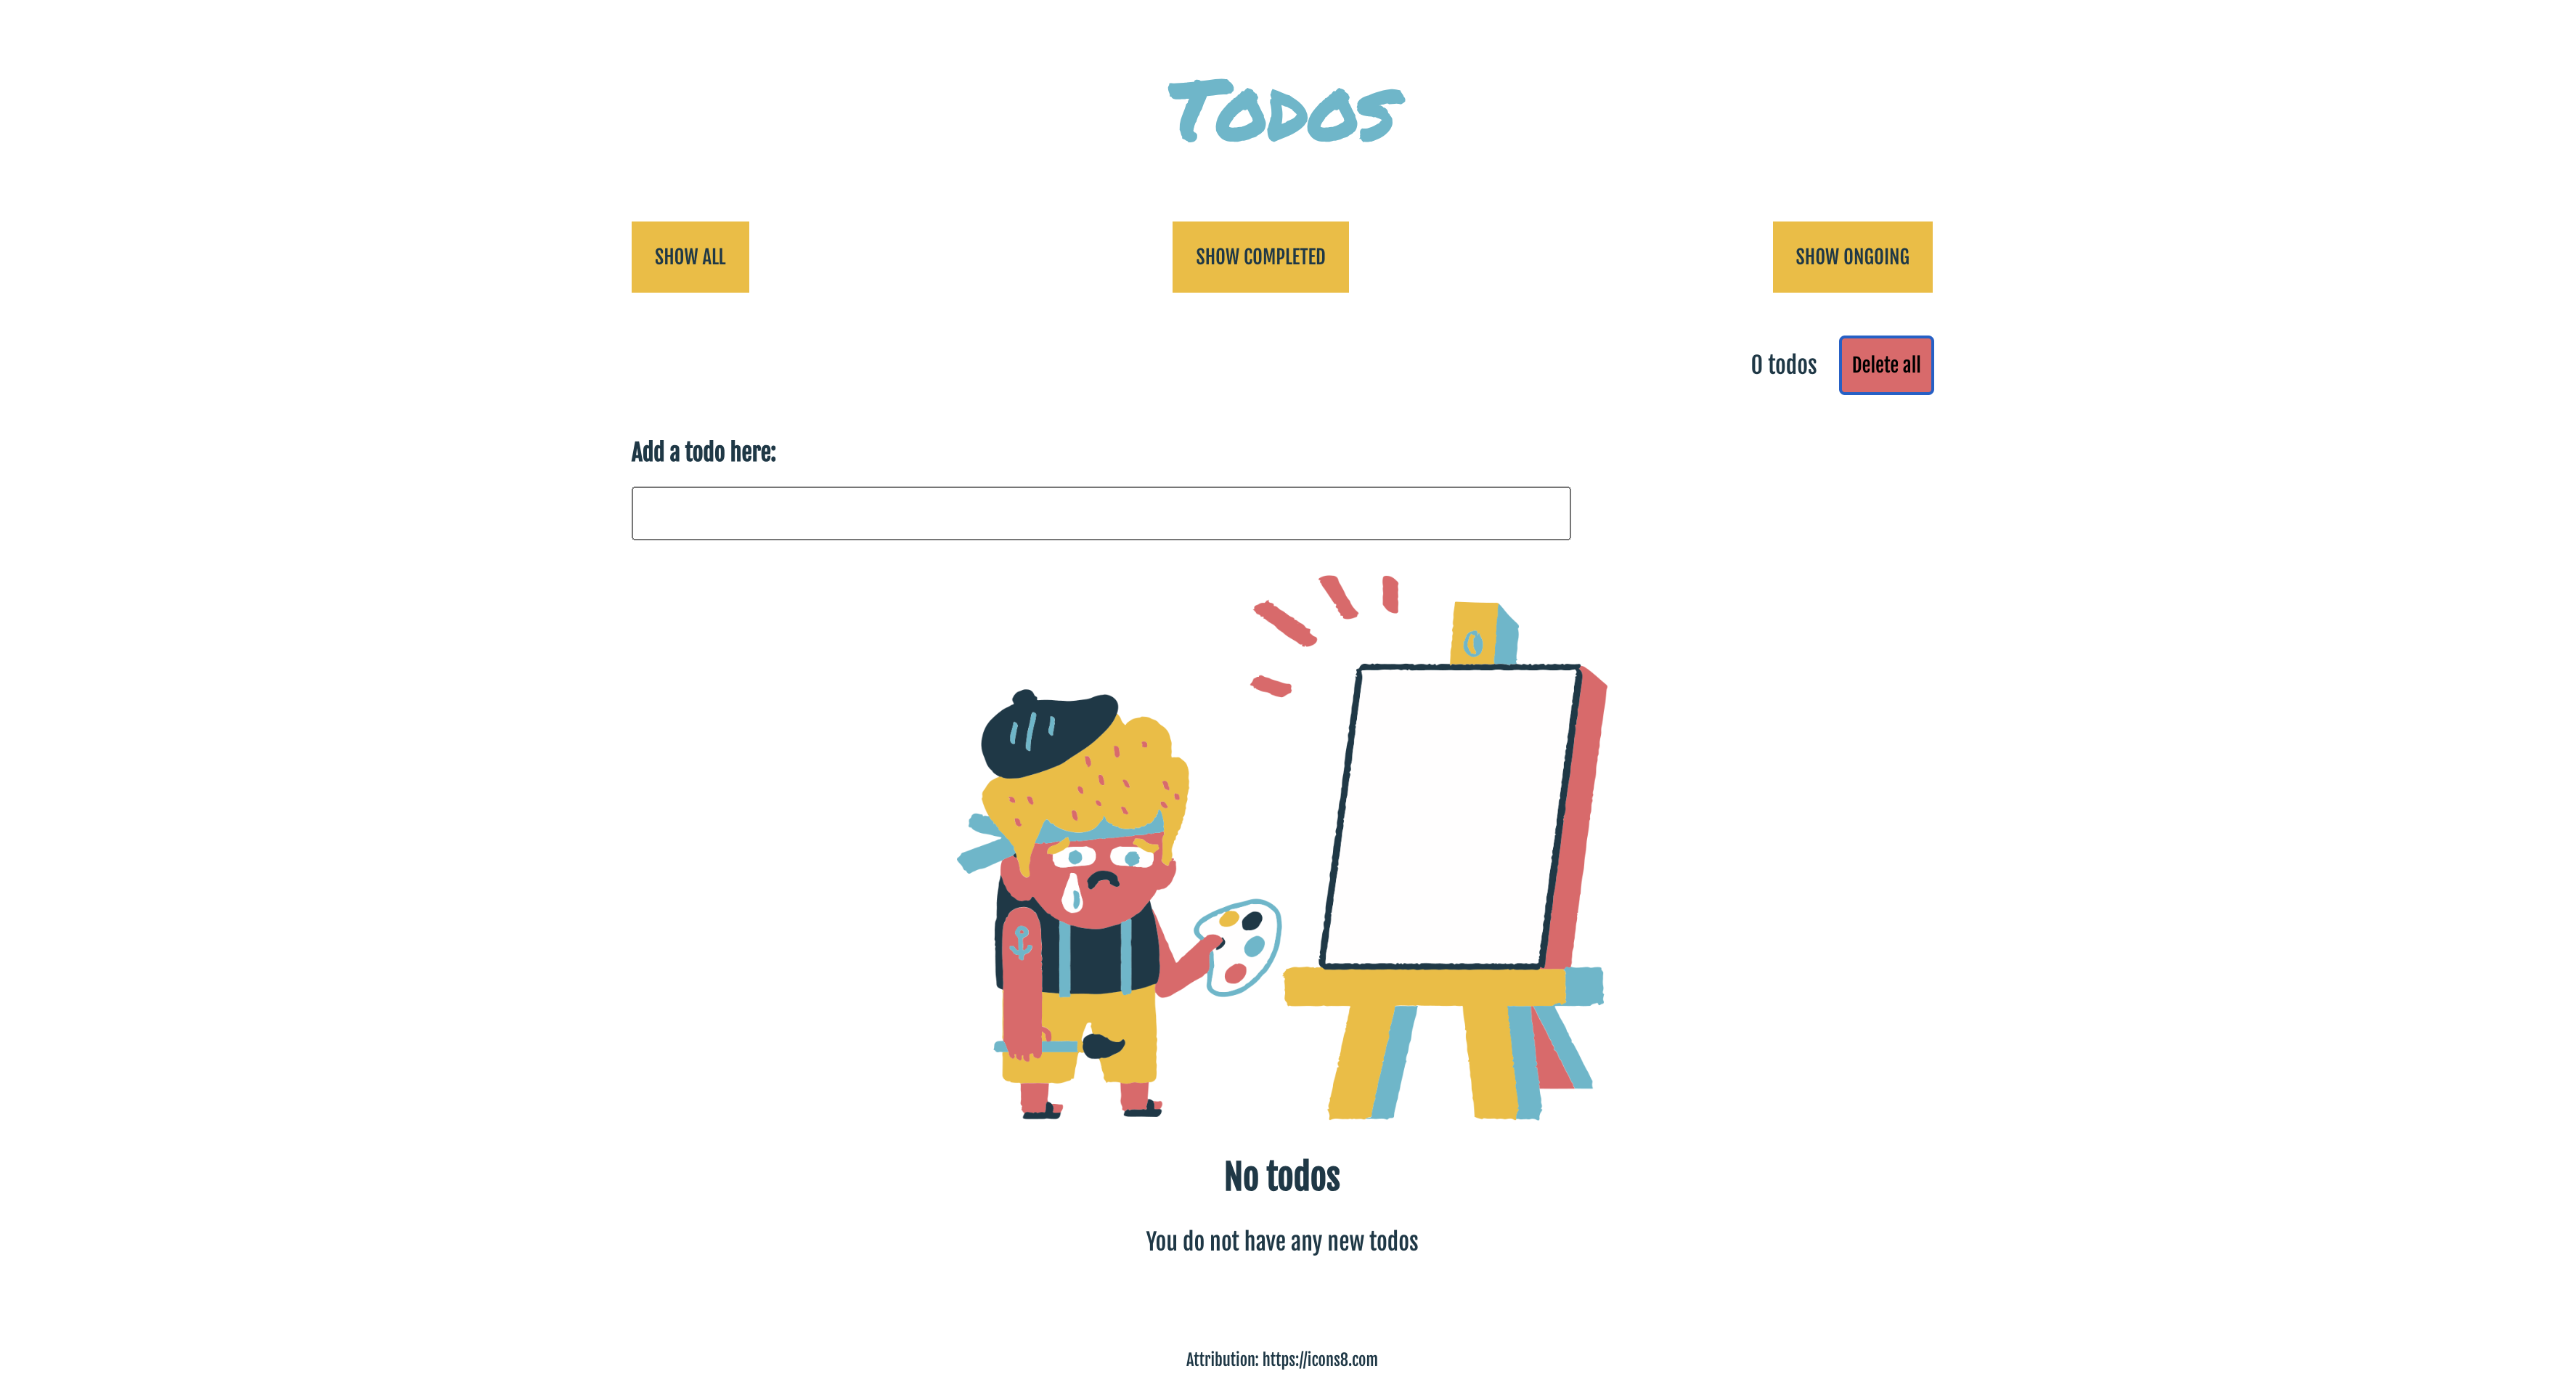 Todos
SHOW ALL
SHOW COMPLETED
SHOW ONGOING
0 todos
Delete all
Add a todo here:
No todos
You do not have any new todos
Attribution: https://icons8.com